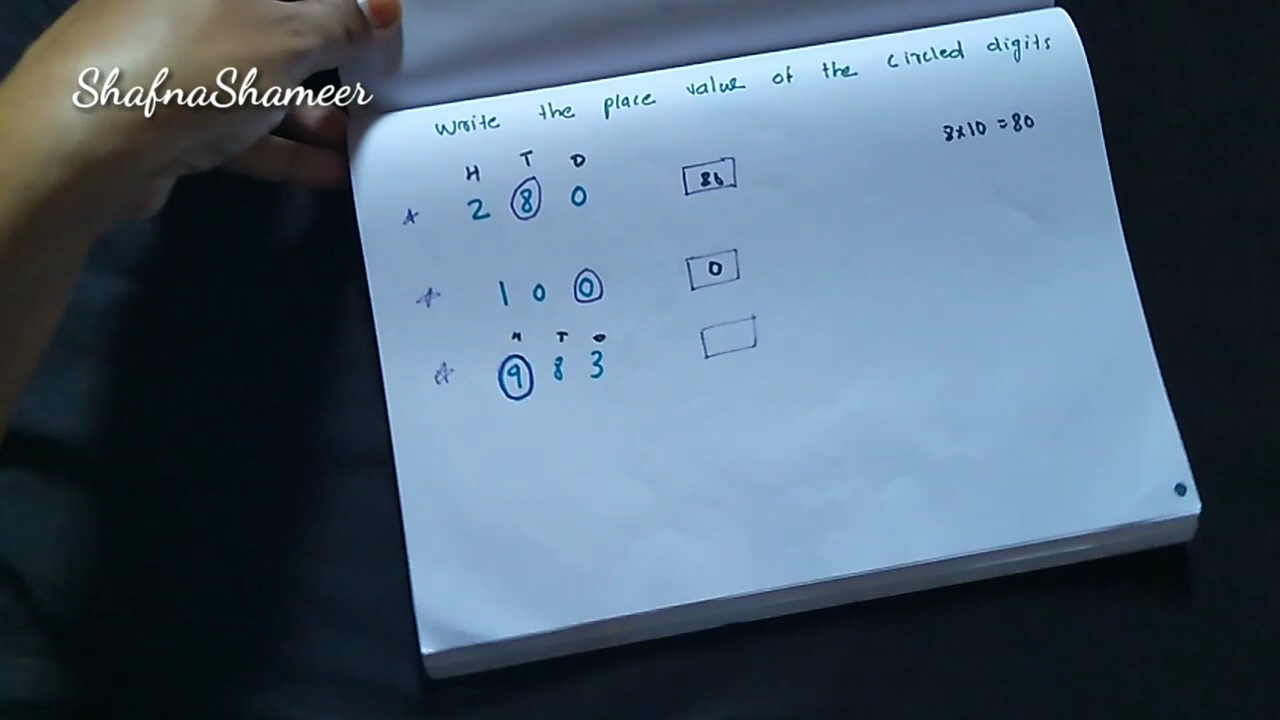 ShafnaShameer
Write the place value of the circled digits
8x10 = 80
H T O
2 8 0 80
1 0 0 0
H T O
9 8 3